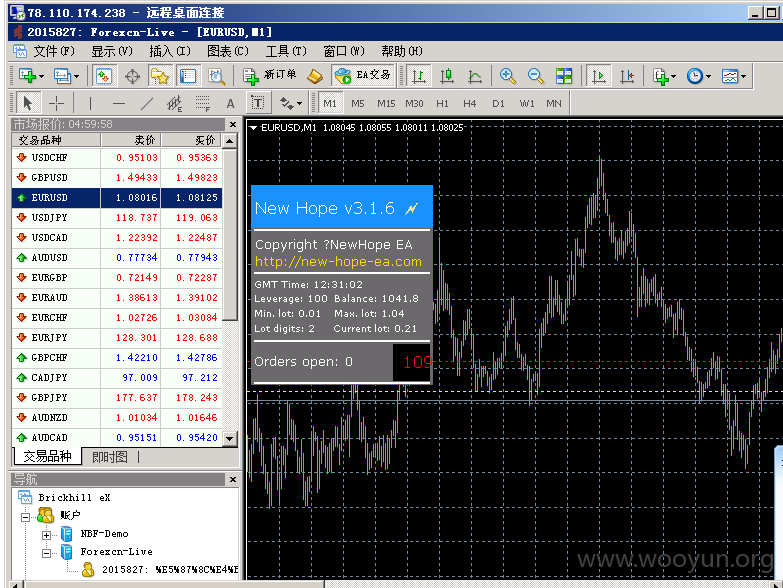 78.110.174.238 - 远程桌面连接
2015827: Forexcn-Live - [EURUSD,M1]
文件(F) 显示(V) 插入(I) 图表(C) 工具(T) 窗口(W) 帮助(H)
新订单 EA交易
A T M1 M5 M15 M30 H1 H4 D1 W1 MN
市场报价: 04:59:58
交易品种 卖价 买价
USDCHF 0.95103 0.95363
GBPUSD 1.49433 1.49823
EURUSD 1.08016 1.08125
USDJPY 118.737 119.063
USDCAD 1.22392 1.22487
AUDUSD 0.77734 0.77943
EURGBP 0.72149 0.72287
EURAUD 1.38613 1.39102
EURCHF 1.02726 1.03084
EURJPY 128.301 128.688
GBPCHF 1.42210 1.42786
CADJPY 97.009 97.212
GBPJPY 177.637 178.243
AUDNZD 1.01034 1.01646
AUDCAD 0.95151 0.95420
交易品种 即时图
导航
Brickhill eX
账户
NBF-Demo
Forexcn-Live
2015827: %E5%87%8C%E4%E
EURUSD,M1 1.08045 1.08055 1.08011 1.08025
New Hope v3.1.6
Copyright ?NewHope EA
http://new-hope-ea.com
GMT Time: 12:31:02
Leverage: 100 Balance: 1041.8
Min. lot: 0.01 Max. lot: 1.04
Lot digits: 2 Current lot: 0.21
Orders open: 0 109
www.wooyun.org